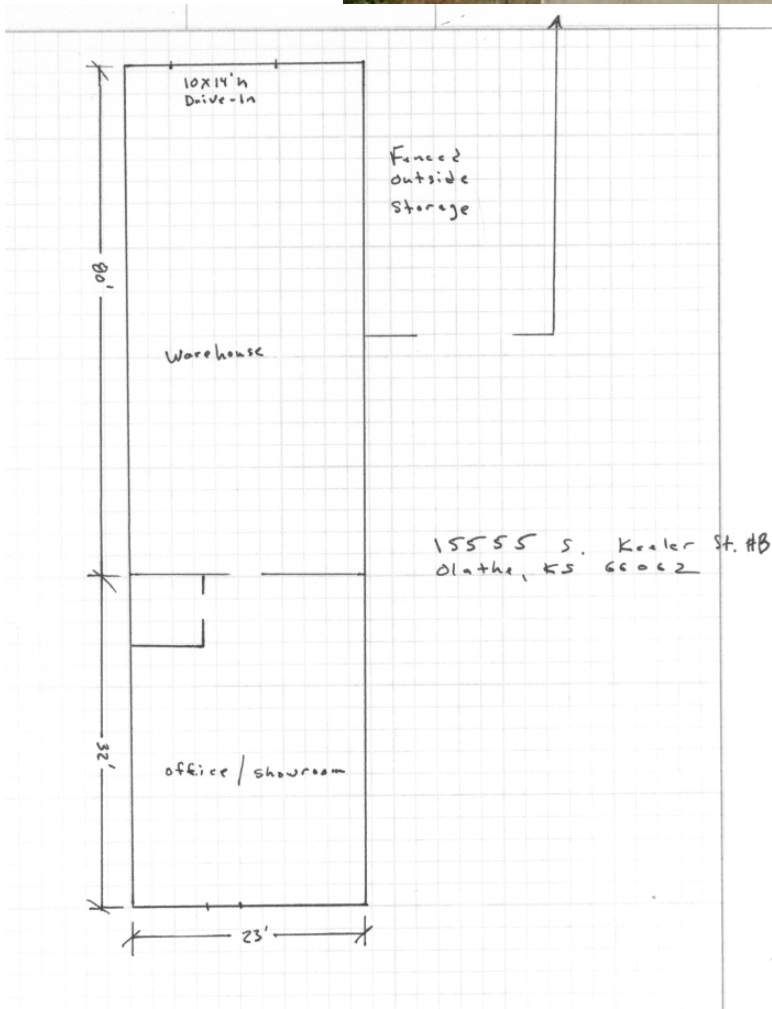 10x14'h
Drive-In
Fenced
outside
Storage
80'
Warehouse
15555 S. Keeler St. #B
Olathe, KS 66062
32'
office / showroom
23'